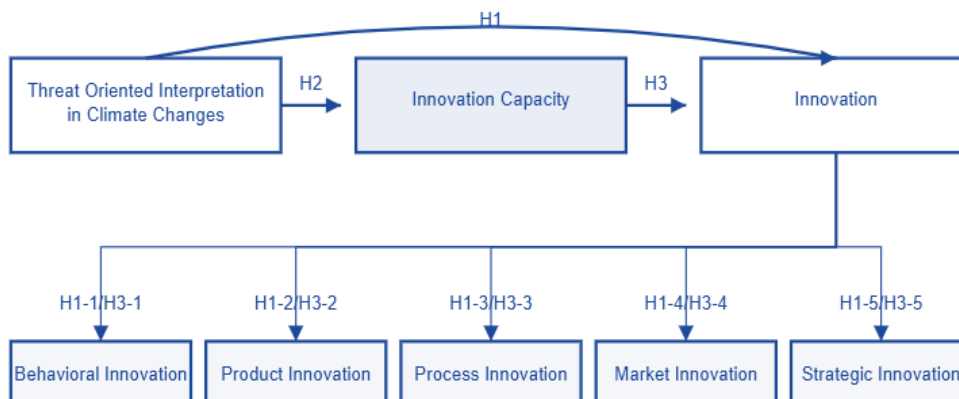 H1
Threat Oriented Interpretation
in Climate Changes
H2
Innovation Capacity
H3
Innovation
H1-1/H3-1
H1-2/H3-2
H1-3/H3-3
H1-4/H3-4
H1-5/H3-5
Behavioral Innovation
Product Innovation
Process Innovation
Market Innovation
Strategic Innovation